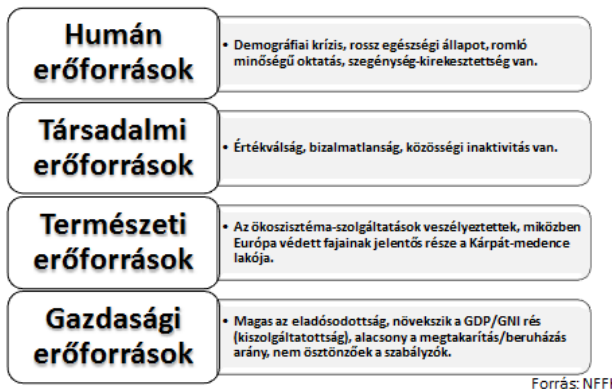 Humán
erőforrások
• Demográfiai krízis, rossz egészségi állapot, romló
minőségű oktatás, szegénység-kirekesztettség van.
Társadalmi
erőforrások
• Értékválság, bizalmatlanság, közösségi inaktivitás van.
Természeti
erőforrások
• Az ökoszisztéma-szolgáltatások veszélyeztettek, miközben
Európa védett fajainak jelentős része a Kárpát-medence
lakója.
Gazdasági
erőforrások
• Magas az eladósodottság, növekszik a GDP/GNI rés
(kiszolgáltatottság), alacsony a megtakarítás/beruházás
arány, nem ösztönzőek a szabályzók.
Forrás: